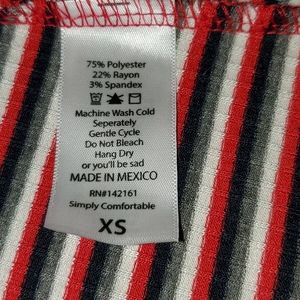 75% Polyester
22% Rayon
3% Spandex
Machine Wash Cold
Seperately
Gentle Cycle
Do Not Bleach
Hang Dry
or you'll be sad
MADE IN MEXICO
RN#142161
Simply Comfortable
XS